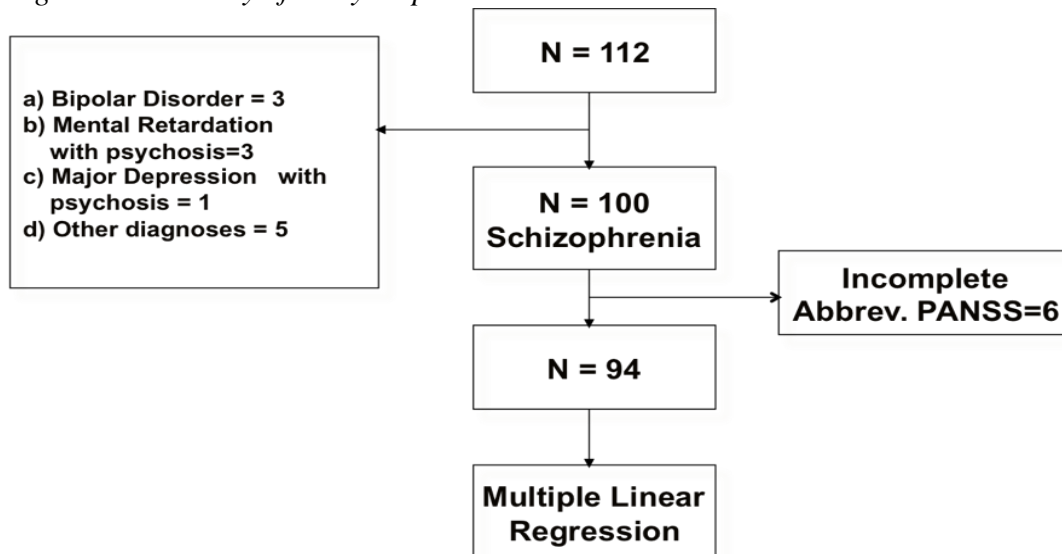 N = 112
a) Bipolar Disorder = 3
b) Mental Retardation
with psychosis=3
c) Major Depression with
psychosis = 1
d) Other diagnoses = 5
N = 100
Schizophrenia
Incomplete
Abbrev. PANSS=6
N = 94
Multiple Linear
Regression